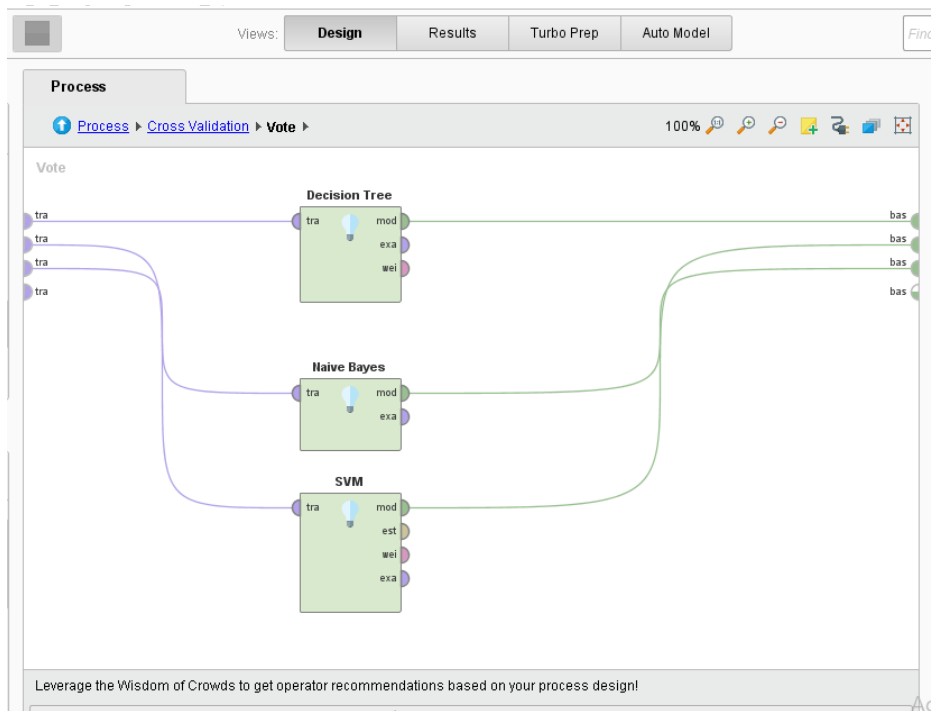 Views: Design Results Turbo Prep Auto Model Find
Process
Process Cross Validation Vote
100%
Vote
Decision Tree
tra tra mod bas
tra exa bas
tra wei bas
tra bas
Naive Bayes
tra mod
exa
SVM
tra mod
est
wei
exa
Leverage the Wisdom of Crowds to get operator recommendations based on your process design!